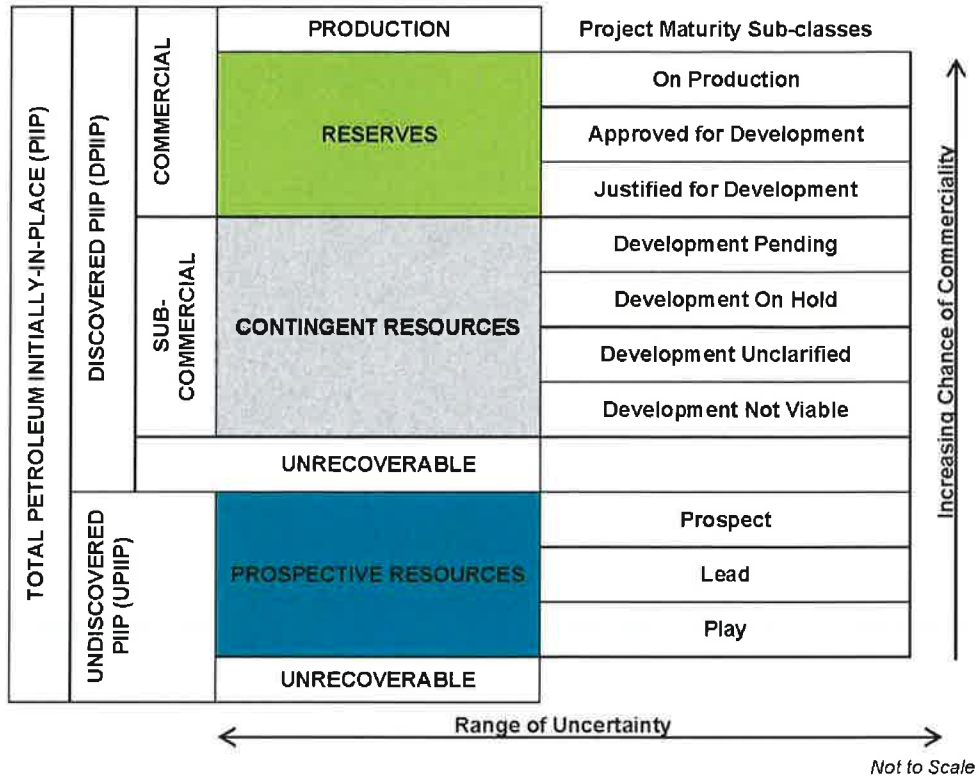 TOTAL PETROLEUM INITIALLY-IN-PLACE (PIIP)
DISCOVERED PIIP (DPIIP)
UNDISCOVERED
PIIP (UPIIP)
COMMERCIAL
SUB-
COMMERCIAL
PRODUCTION
Project Maturity Sub-classes
RESERVES
On Production
Approved for Development
Justified for Development
CONTINGENT RESOURCES
Development Pending
Development On Hold
Development Unclarified
Development Not Viable
UNRECOVERABLE
PROSPECTIVE RESOURCES
Prospect
Lead
Play
UNRECOVERABLE
Increasing Chance of Commerciality
Range of Uncertainty
Not to Scale